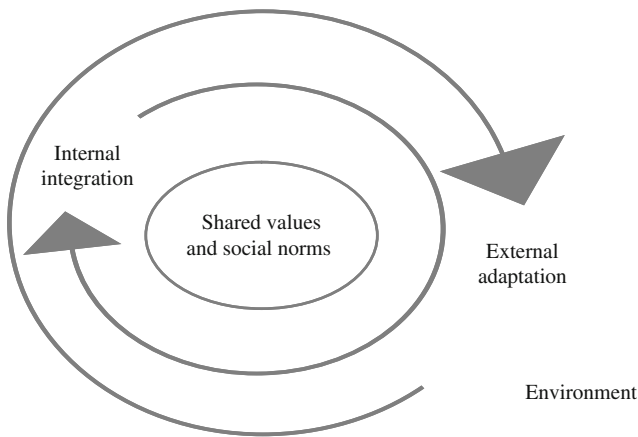 Internal
integration
Shared values
and social norms
External
adaptation
Environment